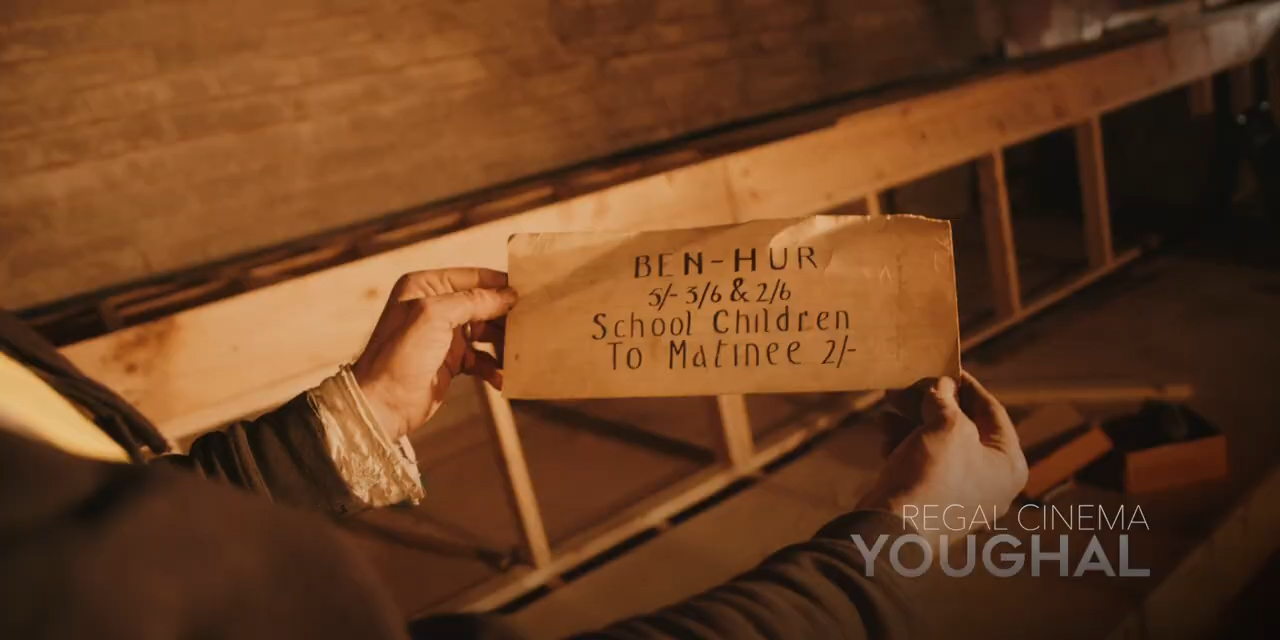 BEN-HUR
5/- 3/6 & 2/6
School Children
To Matinee 2/-
REGAL CINEMA
YOUGHAL